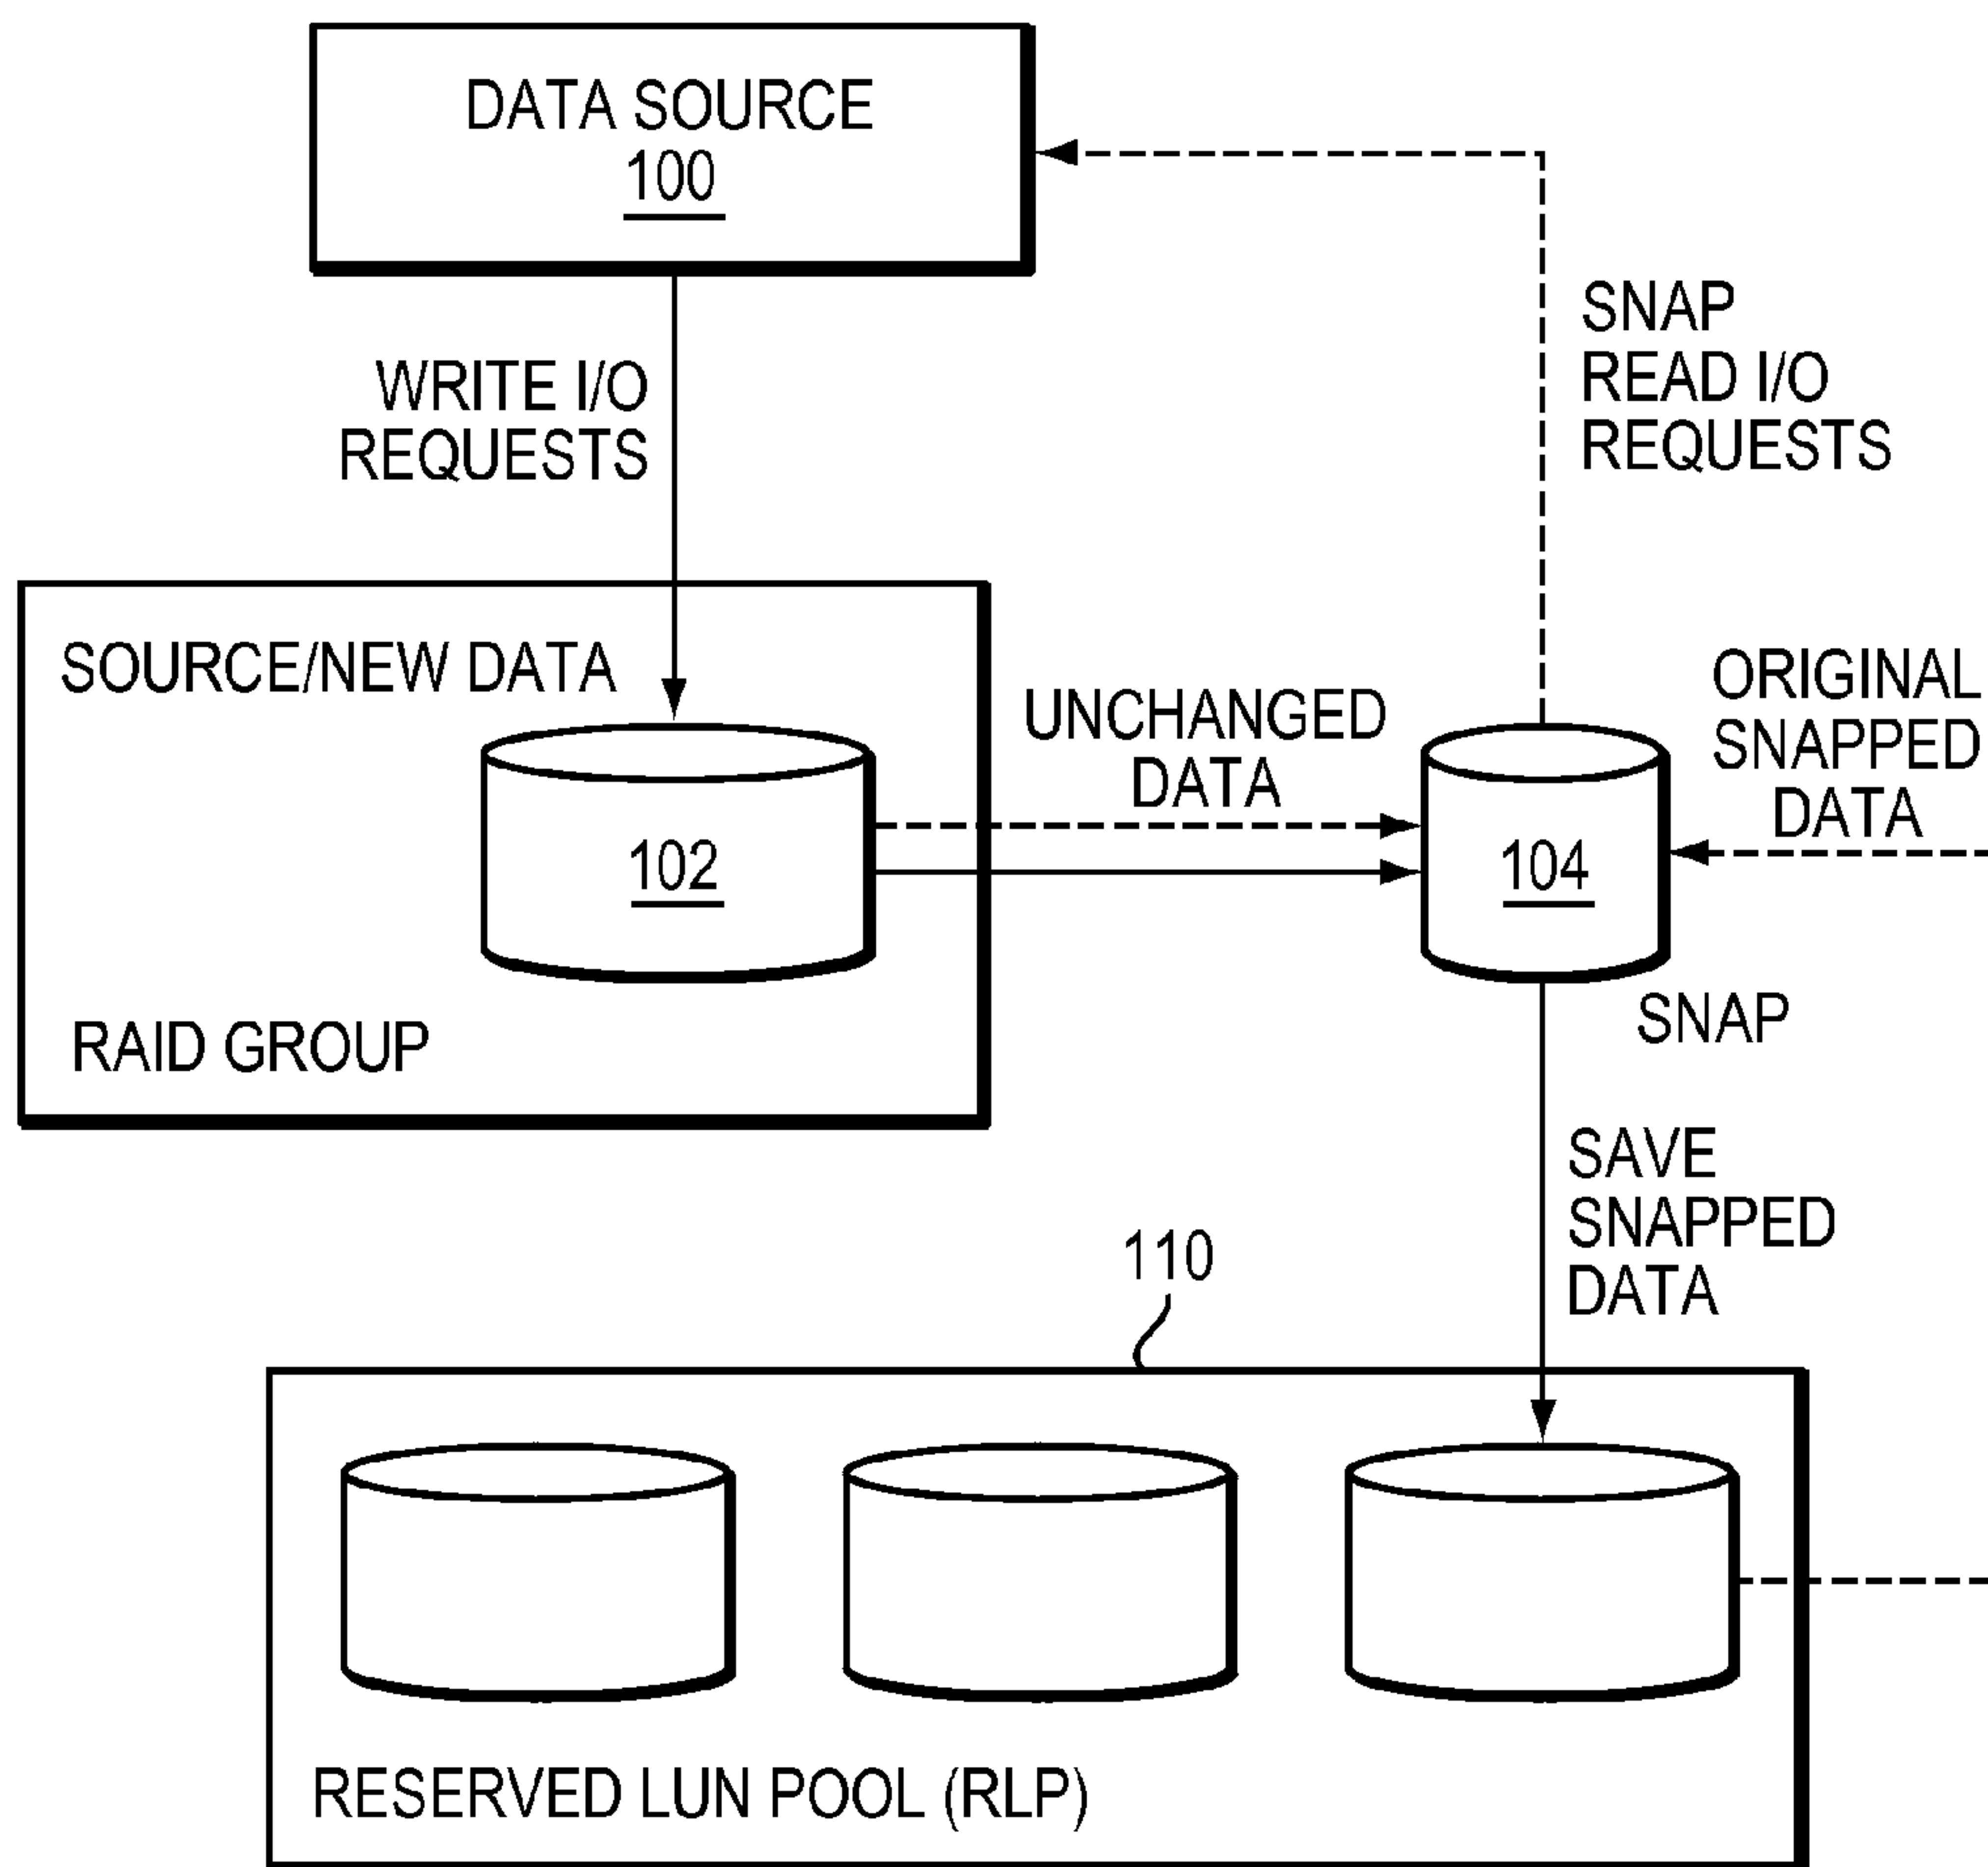 DATA SOURCE
100
WRITE I/O
REQUESTS
SNAP
READ I/O
REQUESTS
SOURCE/NEW DATA
102
RAID GROUP
UNCHANGED
DATA
104
SNAP
ORIGINAL
SNAPPED
DATA
SAVE
SNAPPED
DATA
110
RESERVED LUN POOL (RLP)